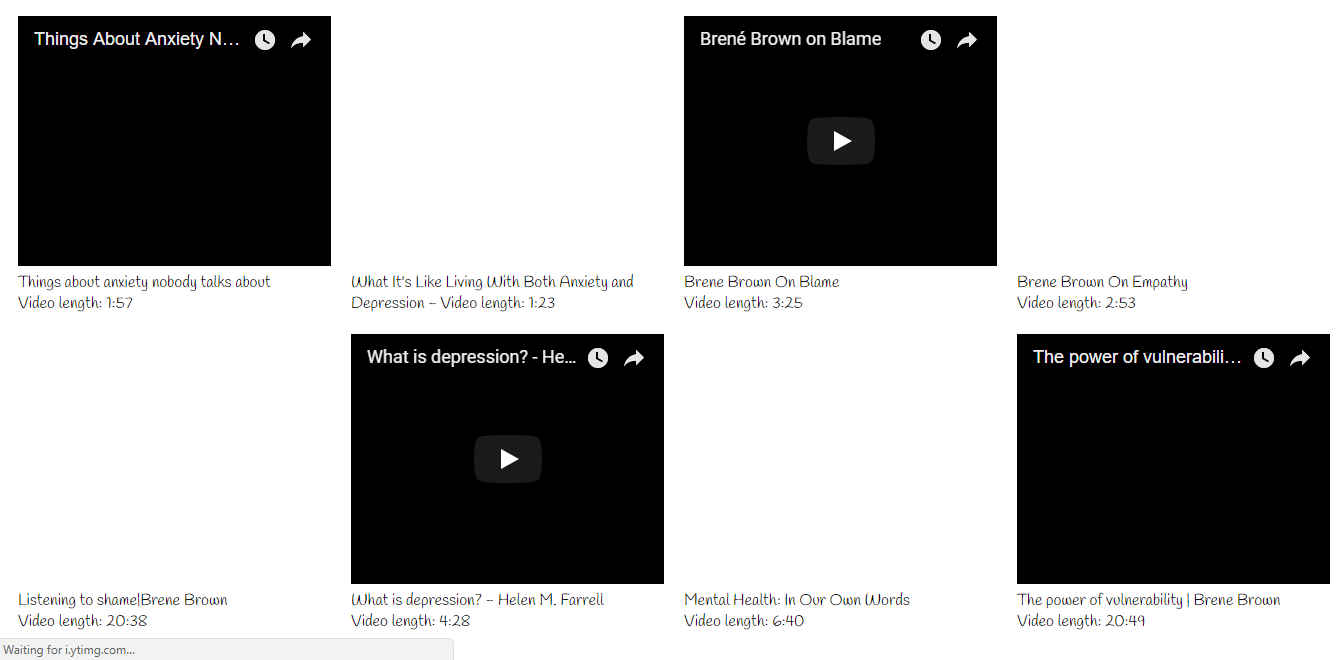 Things About Anxiety N...
Brené Brown on Blame
Things about anxiety nobody talks about
Video length: 1:57
What It's Like Living With Both Anxiety and
Depression - Video length: 1:23
Brene Brown On Blame
Video length: 3:25
Brene Brown On Empathy
Video length: 2:53
What is depression? - He...
The power of vulnerabili...
Listening to shame|Brene Brown
Video length: 20:38
What is depression? - Helen M. Farrell
Video length: 4:28
Mental Health: In Our Own Words
Video length: 6:40
The power of vulnerability | Brene Brown
Video length: 20:49
Waiting for i.ytimg.com...